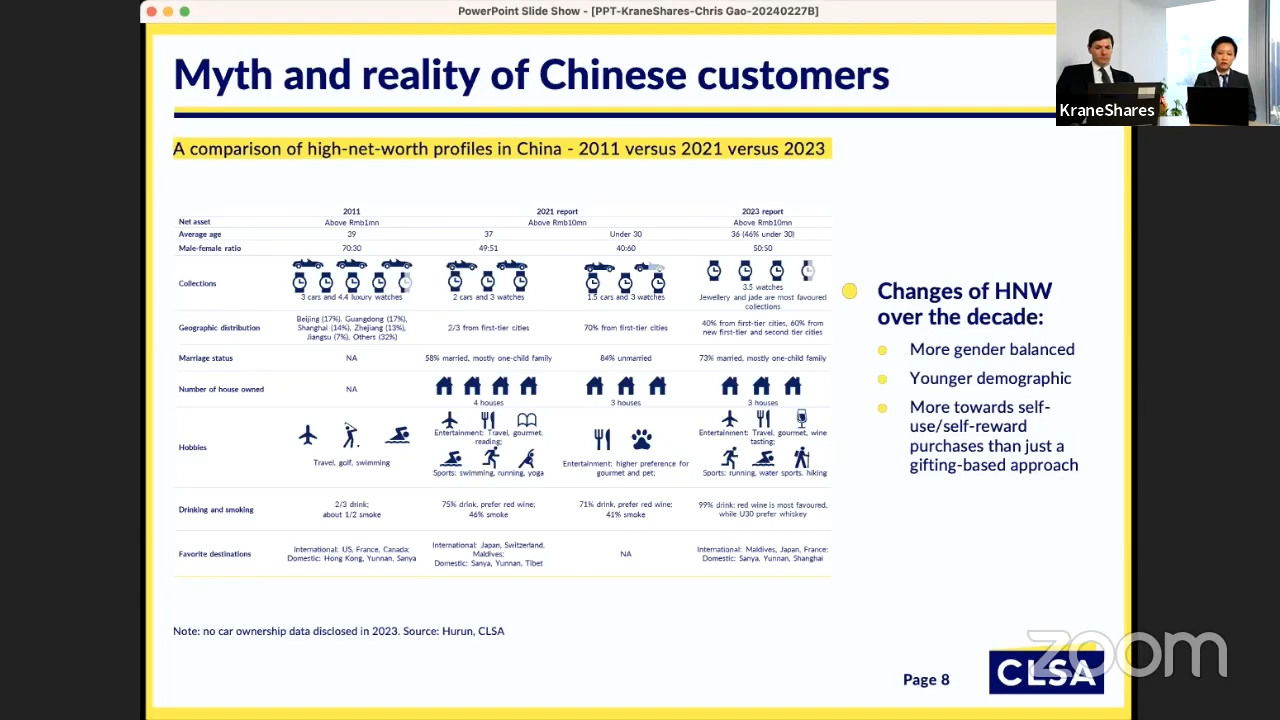 PowerPoint Slide Show - [PPT-KraneShares-Chris Gao-20240227B]
KraneShares
Myth and reality of Chinese customers
A comparison of high-net-worth profiles in China - 2011 versus 2021 versus 2023
2011 2021 report 2023 report
Net asset Above Rmb1mn Above Rmb10mn Above Rmb10mn
Average age 39 37 Under 30 36 (46% under 30)
Male-female ratio 70:30 49:51 40:60 50:50
Collections
3 cars and 4.4 luxury watches 2 cars and 3 watches 1.5 cars and 3 watches
3.5 watches
Jewellery and jade are most favoured
collections
Geographic distribution
Beijing (17%), Guangdong (17%),
Shanghai (14%), Zhejiang (13%),
Jiangsu (7%), Others (32%)
2/3 from first-tier cities
70% from first-tier cities
40% from first-tier cities, 60% from
new first-tier and second tier cities
Marriage status NA 58% married, mostly one-child family 84% unmarried 73% married, mostly one-child family
Number of house owned NA
4 houses 3 houses 3 houses
Hobbies
Travel, golf, swimming
Entertainment: Travel, gourmet,
reading;
Sports: swimming, running, yoga
Entertainment: higher preference for
gourmet and pet;
Entertainment: Travel, gourmet, wine
tasting;
Sports: running, water sports, hiking
Drinking and smoking
2/3 drink;
about 1/2 smoke
75% drink, prefer red wine;
46% smoke
71% drink, prefer red wine;
41% smoke
99% drink: red wine is most favoured,
while U30 prefer whiskey
Favorite destinations
International: US, France, Canada;
Domestic: Hong Kong, Yunnan, Sanya
International: Japan, Switzerland,
Maldives;
Domestic: Sanya, Yunnan, Tibet
NA
International: Maldives, Japan, France;
Domestic: Sanya, Yunnan, Shanghai
Changes of HNW
over the decade:
More gender balanced
Younger demographic
More towards self-
use/self-reward
purchases than just a
gifting-based approach
Note: no car ownership data disclosed in 2023. Source: Hurun, CLSA
Page 8
CLSA
zoom